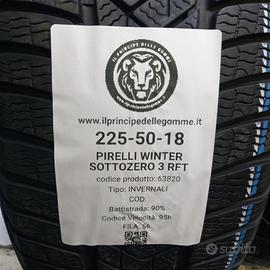 IL PRINCIPE DELLE GOMME
www.ilprincipedellegomme.it
225-50-18
PIRELLI WINTER
SOTTOZERO 3 RFT
codice prodotto: 63820
Tipo: INVERNALI
COD:
Battistrada: 90%
Codice Velocità: 95h
FILA: 56
subito